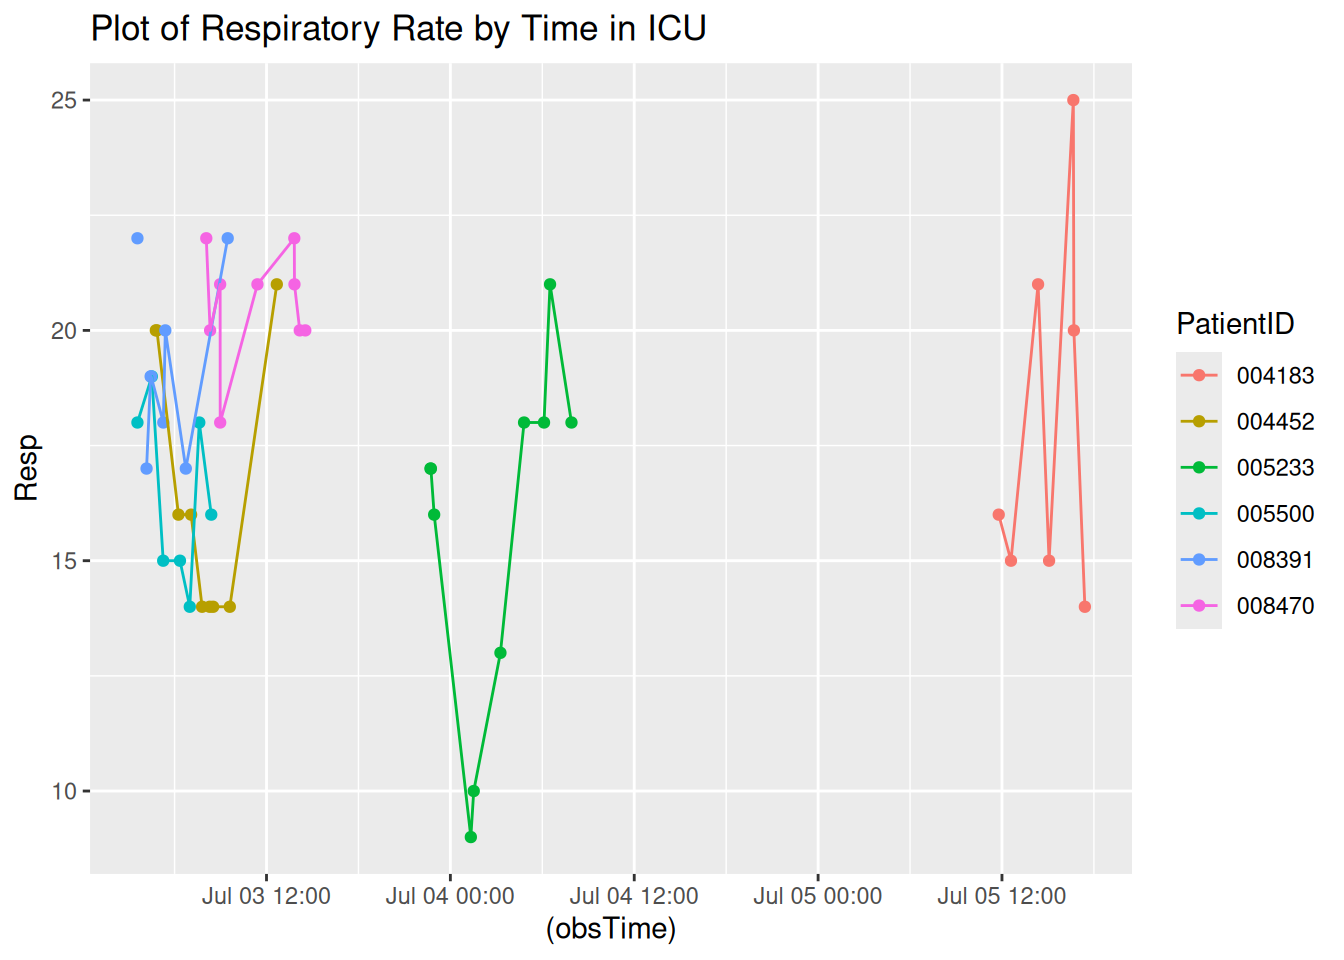 Plot of Respiratory Rate by Time in ICU
25
20
15
10
Resp
Jul 03 12:00
Jul 04 00:00
Jul 04 12:00
Jul 05 00:00
Jul 05 12:00
(obsTime)
PatientID
004183
004452
005233
005500
008391
008470